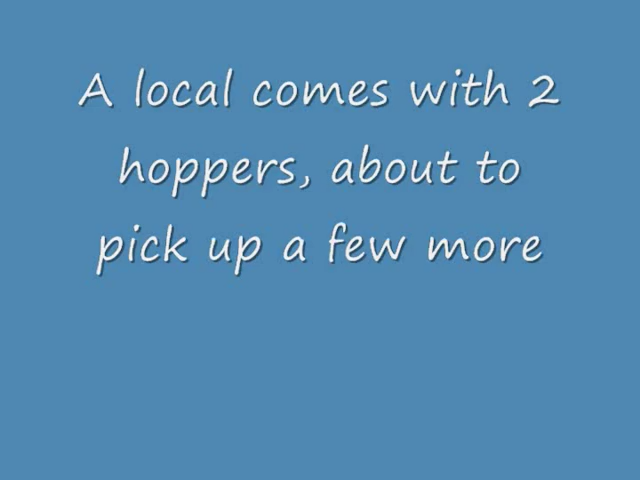 A local comes with 2
hoppers, about to
pick up a few more